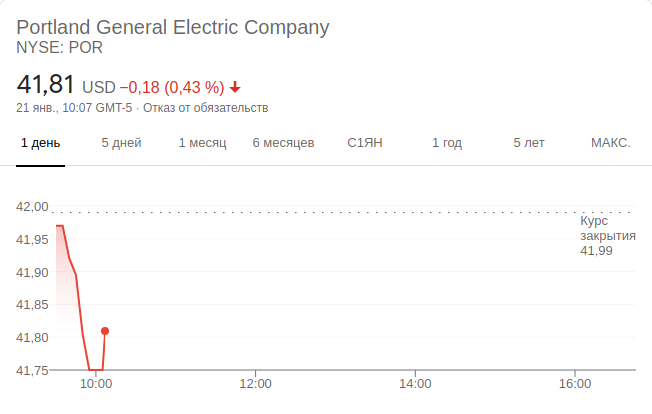 Portland General Electric Company
NYSE: POR
41,81 USD −0,18 (0,43 %)
21 янв., 10:07 GMT-5 · Отказ от обязательств
1 день 5 дней 1 месяц 6 месяцев С1ЯН 1 год 5 лет МАКС.
42,00
Курс
закрытия
41,99
41,95
41,90
41,85
41,80
41,75
10:00 12:00 14:00 16:00